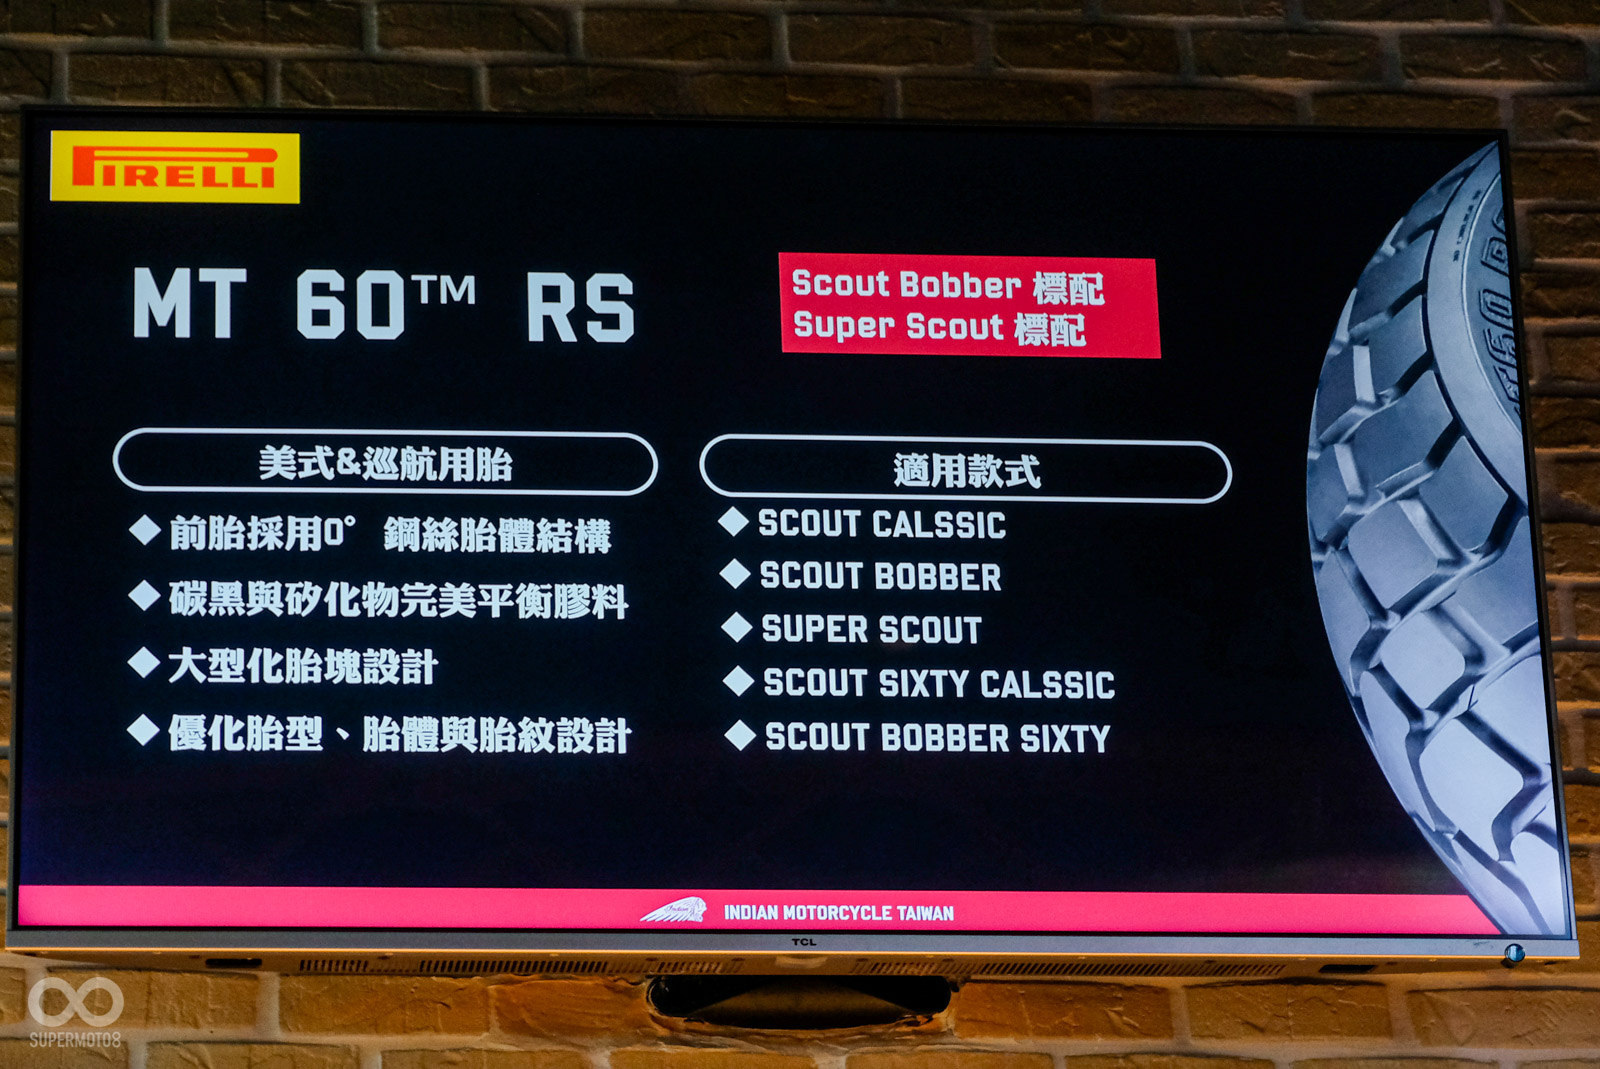 PIRELLI
MT 60™ RS
Scout Bobber 標配
Super Scout 標配
美式&巡航用胎
◆前胎採用0° 鋼絲胎體結構
◆碳黑與矽化物完美平衡膠料
◆大型化胎塊設計
◆優化胎型、胎體與胎紋設計
適用款式
◆SCOUT CALSSIC
◆SCOUT BOBBER
◆SUPER SCOUT
◆SCOUT SIXTY CALSSIC
◆SCOUT BOBBER SIXTY
Indian
INDIAN MOTORCYCLE TAIWAN
TCL
SUPERMOTO8